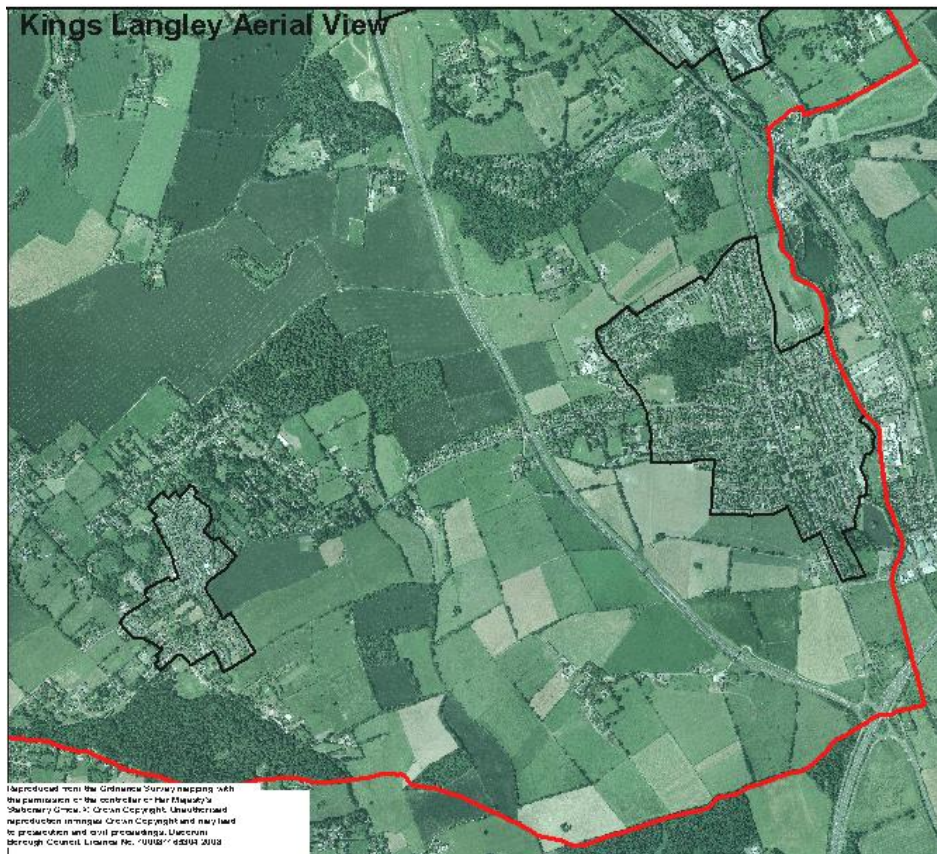 Kings Langley Aerial View
Reproduced from the Ordnance Survey mapping with
the permission of the controller of Her Majesty's
Stationery Office. © Crown Copyright. Unauthorised
reproduction infringes Crown Copyright and may lead
to prosecution and civil proceedings. Dacorum
Borough Council. Licence No. 2008